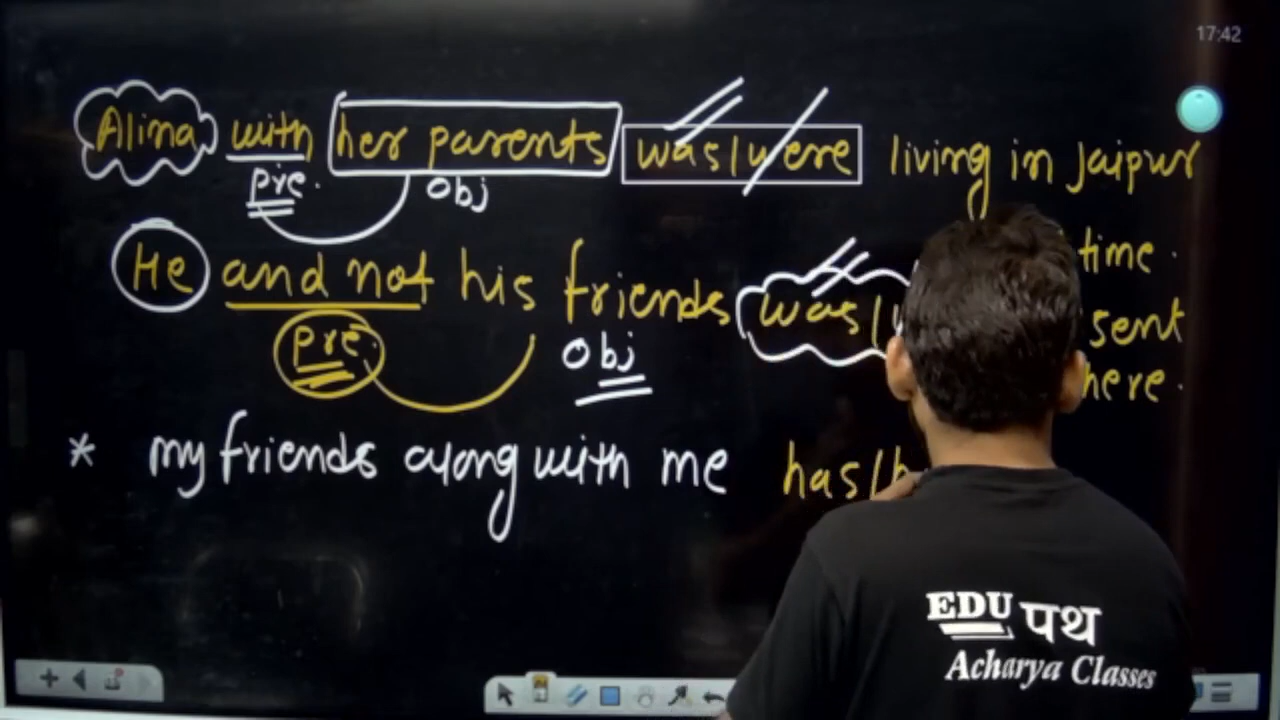 17:42
Alina with her parents was/were living in Jaipur
pre. obj
time.
He and not his friends was/ sent
pre. obj
here.
* my friends along with me has/h
EDU पथ
Acharya Classes